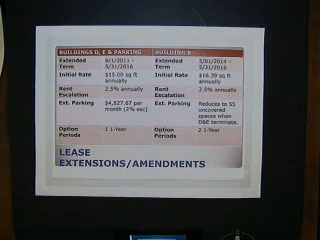 BUILDINGS D, E & PARKING BUILDING B
Extended Term 6/1/2011 – 5/31/2016 Extended Term 5/01/2014 – 5/31/2016
Initial Rate $15.00 sq ft annually Initial Rate $16.39 sq ft annually
Rent Escalation 2.5% annually Rent Escalation 2.5% annually
Ext. Parking $4,827.67 per month (2% esc) Ext. Parking Reduces to 55 uncovered spaces when D&E terminate.
Option Periods 1 1-Year Option Periods 2 1-Year
LEASE
EXTENSIONS/AMENDMENTS